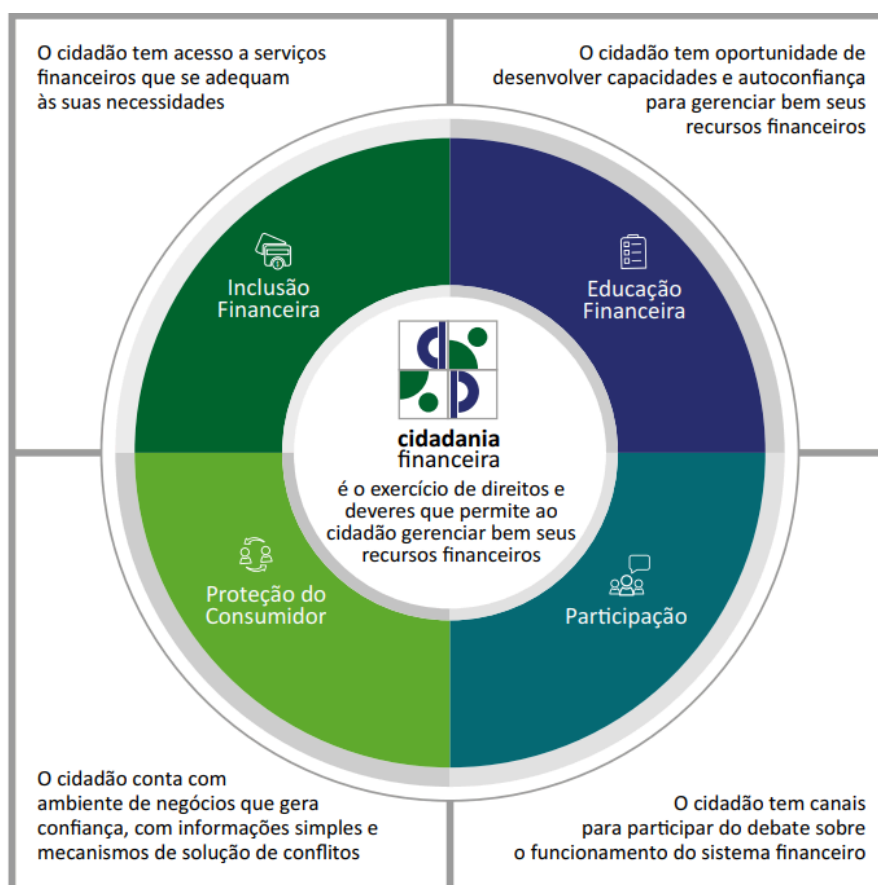 O cidadão tem acesso a serviços
financeiros que se adequam
às suas necessidades
O cidadão tem oportunidade de
desenvolver capacidades e autoconfiança
para gerenciar bem seus
recursos financeiros
Inclusão
Financeira
Educação
Financeira
cidadania
financeira
é o exercício de direitos e
deveres que permite ao
cidadão gerenciar bem seus
recursos financeiros
Proteção do
Consumidor
Participação
O cidadão conta com
ambiente de negócios que gera
confiança, com informações simples e
mecanismos de solução de conflitos
O cidadão tem canais
para participar do debate sobre
o funcionamento do sistema financeiro